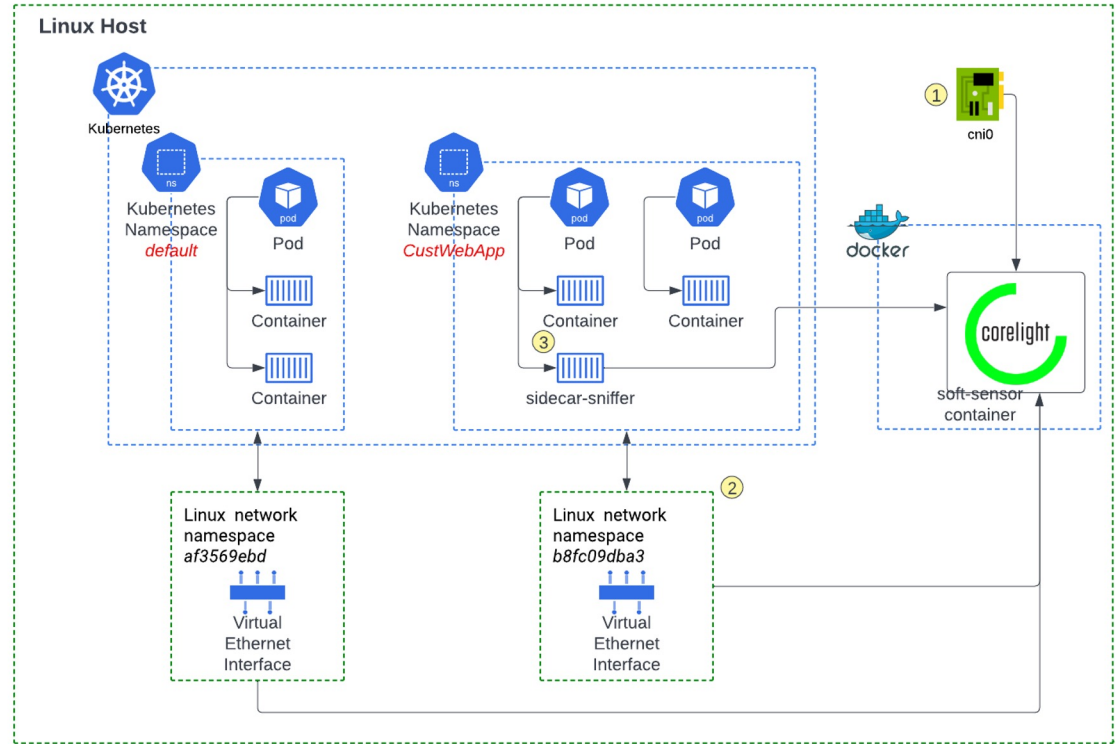 Linux Host
Kubernetes
1
cni0
ns
Kubernetes
Namespace
default
pod
Pod
Container
Container
ns
Kubernetes
Namespace
CustWebApp
pod
Pod
pod
Pod
Container
Container
3
sidecar-sniffer
docker
corelight
soft-sensor
container
2
Linux network
namespace
af3569ebd
Virtual
Ethernet
Interface
Linux network
namespace
b8fc09dba3
Virtual
Ethernet
Interface